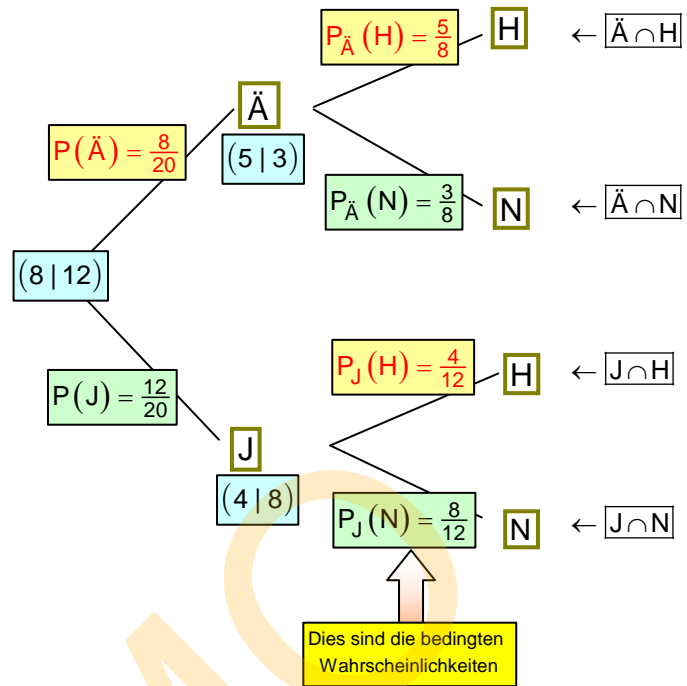 P_Ä(H) = 5/8
H
← Ä ∩ H
Ä
P(Ä) = 8/20
(5 | 3)
P_Ä(N) = 3/8
N
← Ä ∩ N
(8 | 12)
P_J(H) = 4/12
H
← J ∩ H
P(J) = 12/20
J
(4 | 8)
P_J(N) = 8/12
N
← J ∩ N
Dies sind die bedingten
Wahrscheinlichkeiten